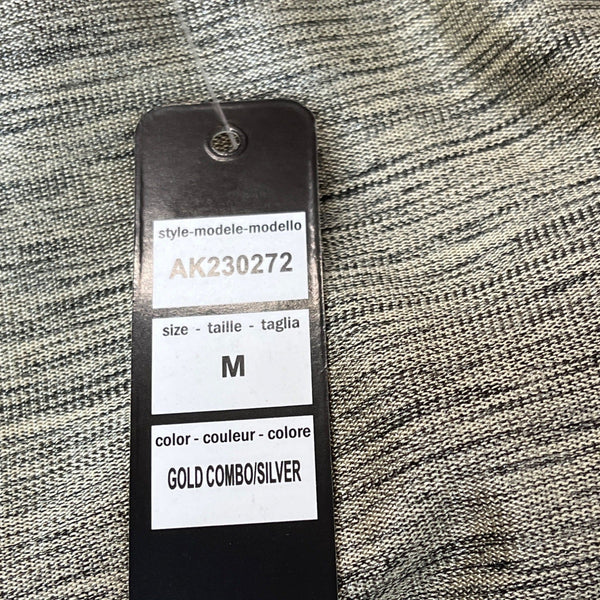 style-modele-modello
AK230272
size - taille - taglia
M
color - couleur - colore
GOLD COMBO/SILVER